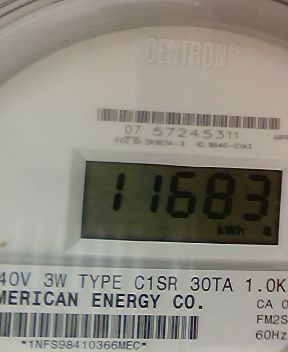 CENTRON®
07 57245311
11683
kWh
40V 3W TYPE C1SR 30TA 1.0K
MERICAN ENERGY CO.
CA 0
FM2S
60Hz
*1NFS98410366MEC*